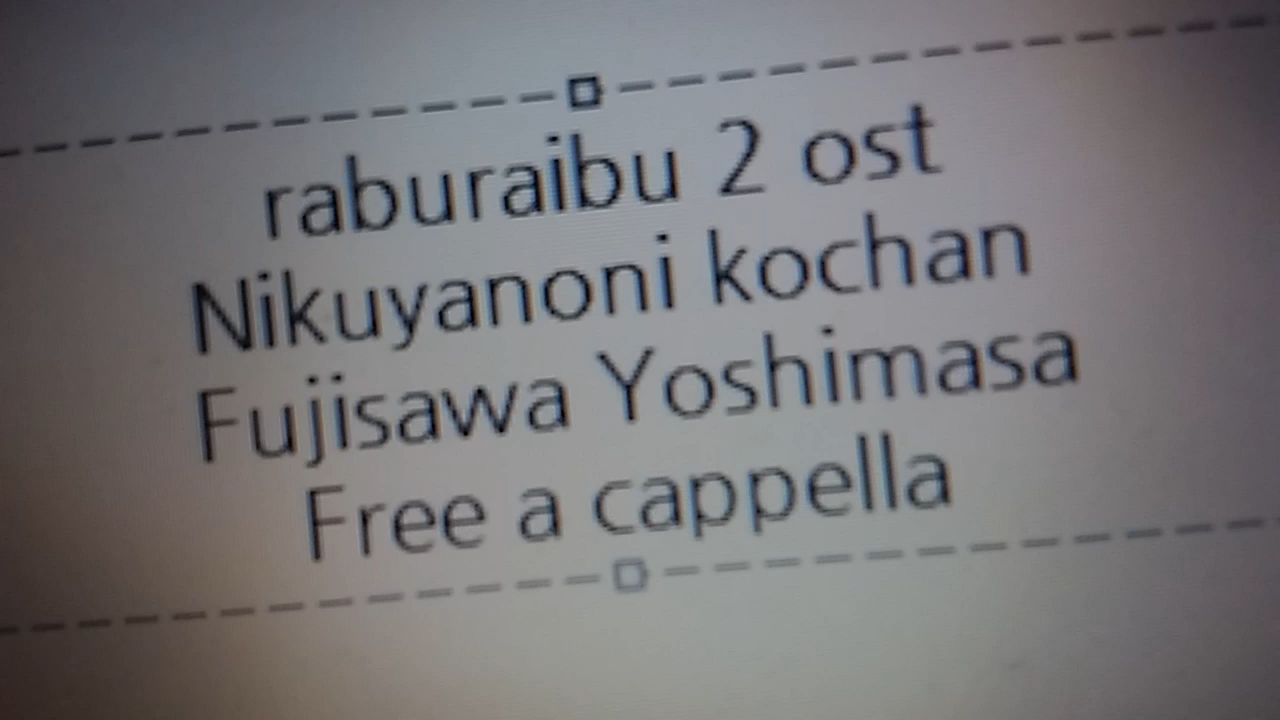 raburaibu 2 ost
Nikuyanoni kochan
Fujisawa Yoshimasa
Free a cappella